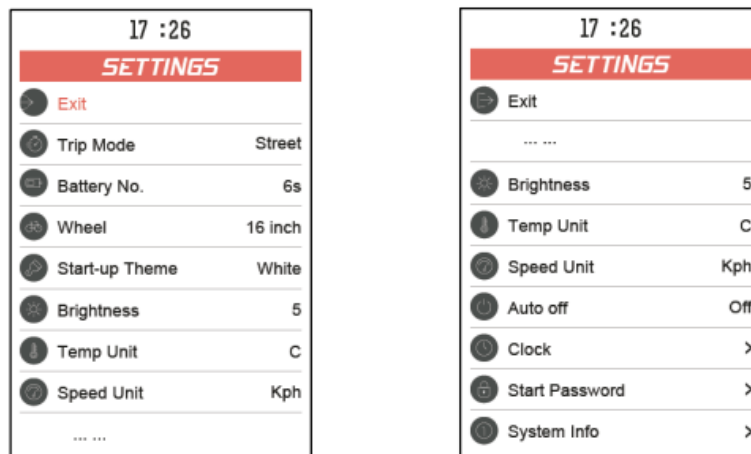 17 :26
SETTINGS
Exit
Trip Mode Street
Battery No. 6s
Wheel 16 inch
Start-up Theme White
Brightness 5
Temp Unit C
Speed Unit Kph
... ...
17 :26
SETTINGS
Exit
... ...
Brightness 5
Temp Unit C
Speed Unit Kph
Auto off Off
Clock >
Start Password >
System Info >